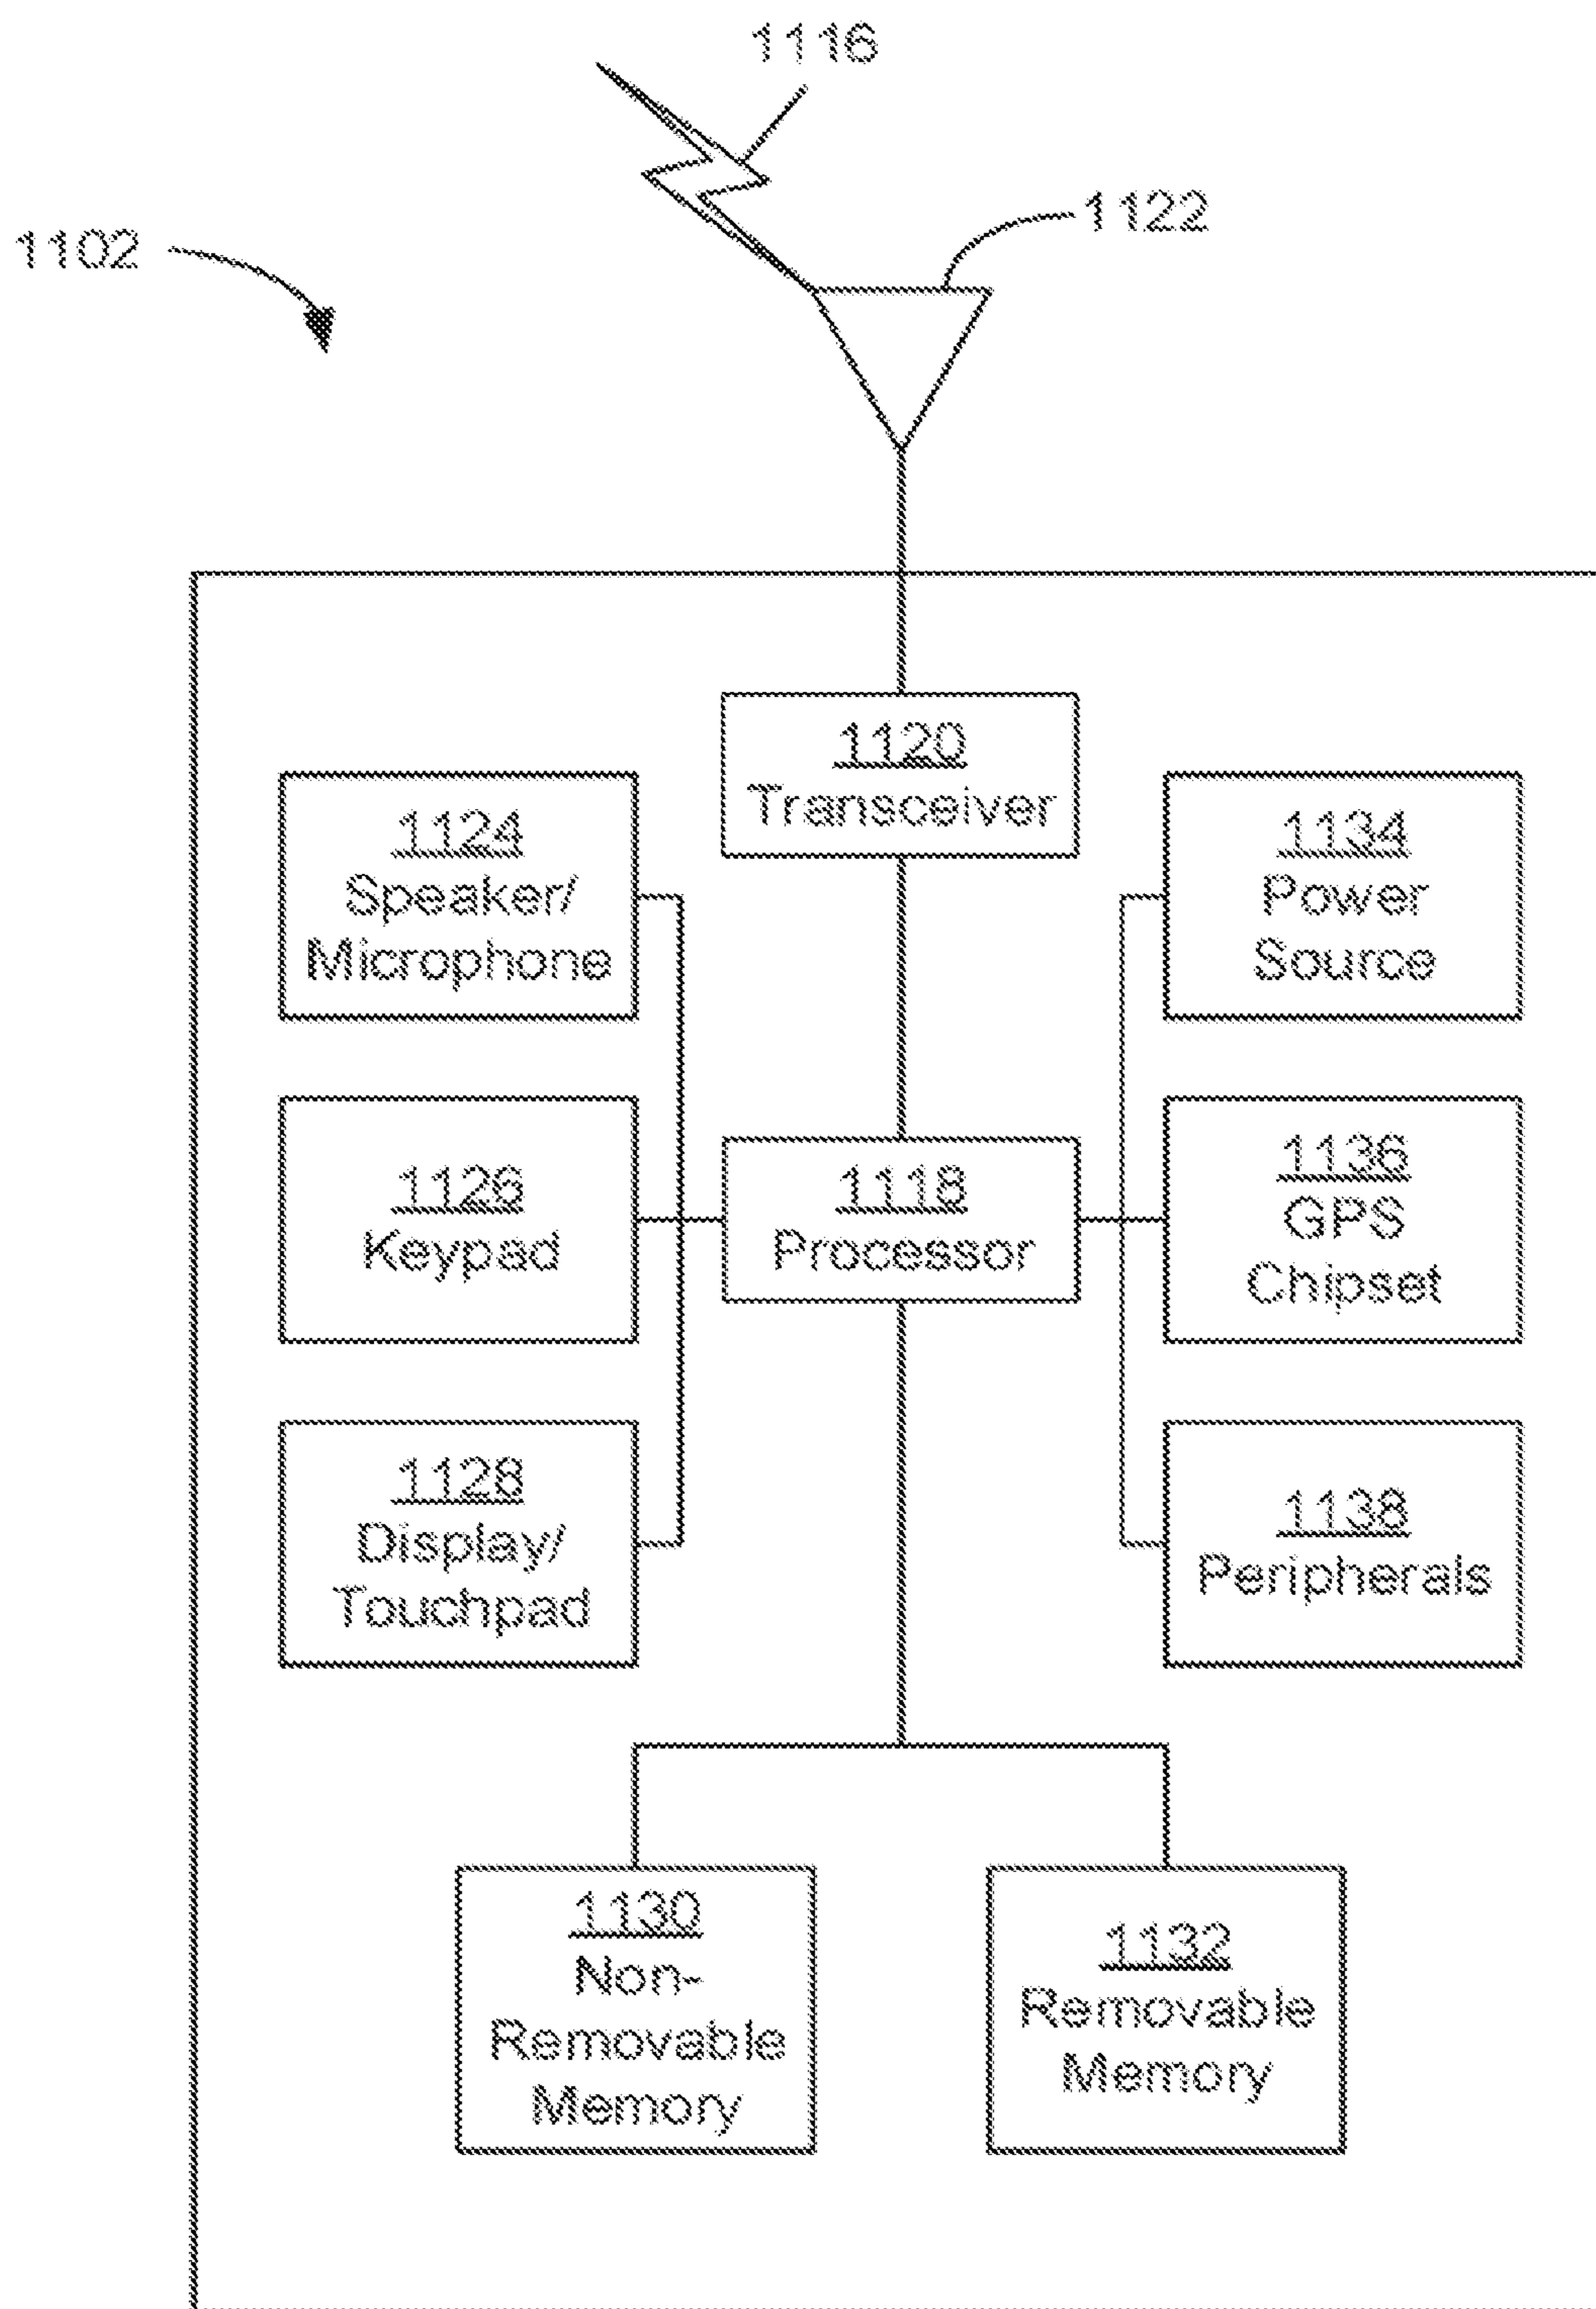 1116
1122
1102
1120
Transceiver
1124
Speaker/
Microphone
1134
Power
Source
1126
Keypad
1118
Processor
1136
GPS
Chipset
1128
Display/
Touchpad
1138
Peripherals
1130
Non-
Removable
Memory
1132
Removable
Memory